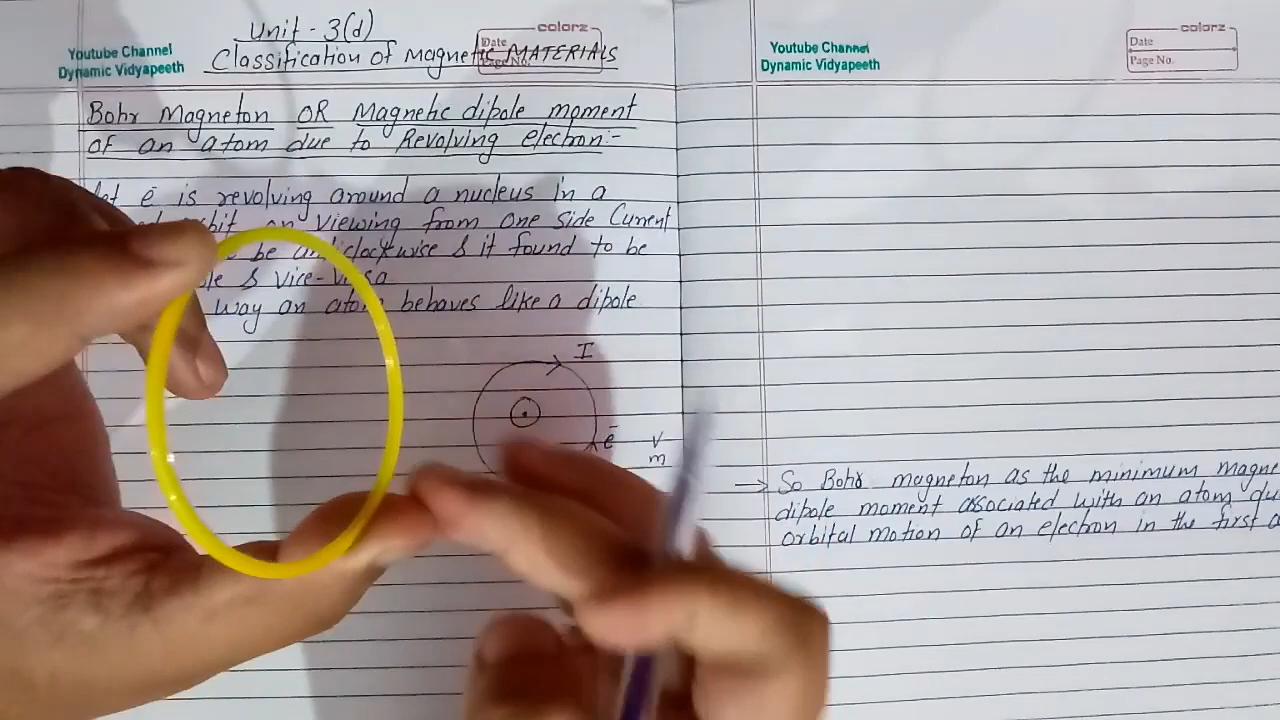 Unit - 3(d)
Classification of Magnetic MATERIALS
colorz
Date
Page No.
Youtube Channel
Dynamic Vidyapeeth
Bohr Magneton OR Magnetic dipole moment
of an atom due to Revolving electron:-
Let ē is revolving around a nucleus in a
on Viewing from one side Current
be anticlockwise & it found to be
& vice-versa
way an atom behaves like a dipole
I
ē
V
m
colorz
Date
Page No.
Youtube Channel
Dynamic Vidyapeeth
→ So Bohr magneton as the minimum magne
dipole moment associated with an atom du
orbital motion of an electron in the first